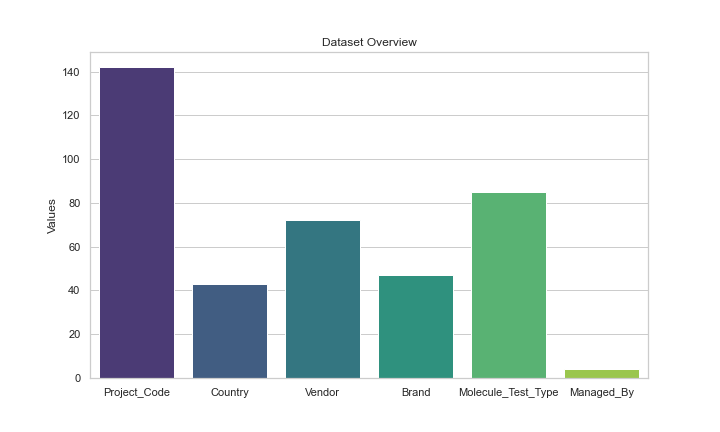 Dataset Overview
Values
140
120
100
80
60
40
20
0
Project_Code
Country
Vendor
Brand
Molecule_Test_Type
Managed_By